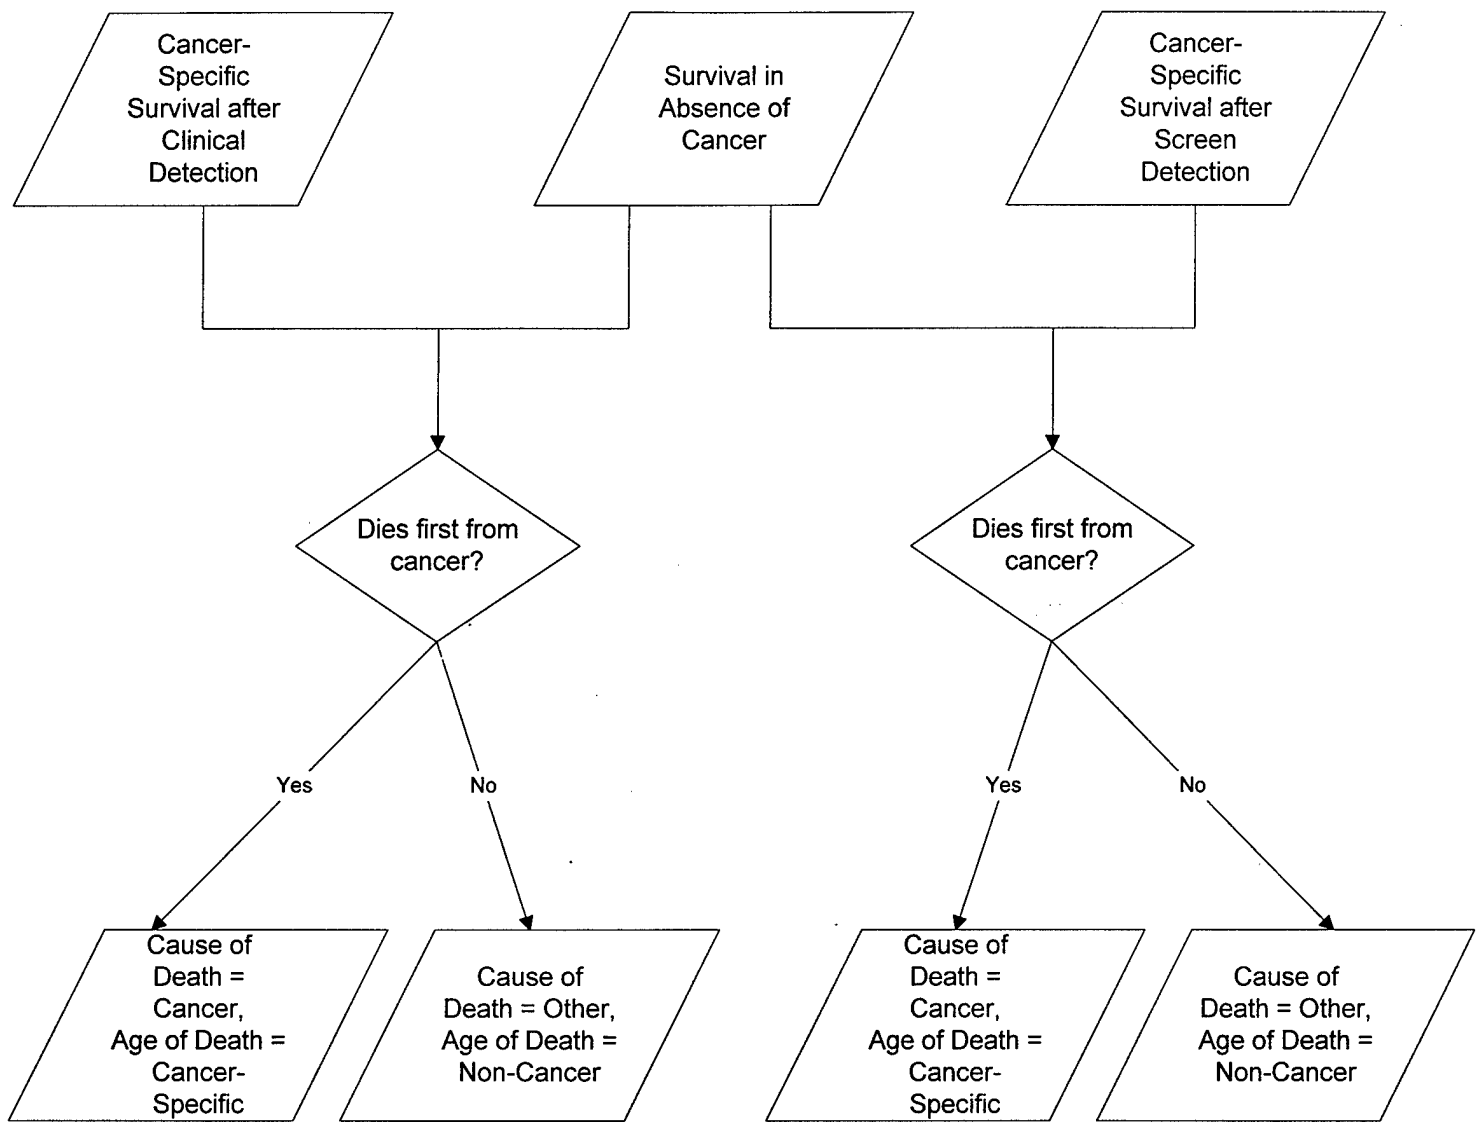 Cancer-
Specific
Survival after
Clinical
Detection
Survival in
Absence of
Cancer
Cancer-
Specific
Survival after
Screen
Detection
Dies first from
cancer?
Dies first from
cancer?
Yes
No
Yes
No
Cause of
Death =
Cancer,
Age of Death =
Cancer-
Specific
Cause of
Death = Other,
Age of Death =
Non-Cancer
Cause of
Death =
Cancer,
Age of Death =
Cancer-
Specific
Cause of
Death = Other,
Age of Death =
Non-Cancer